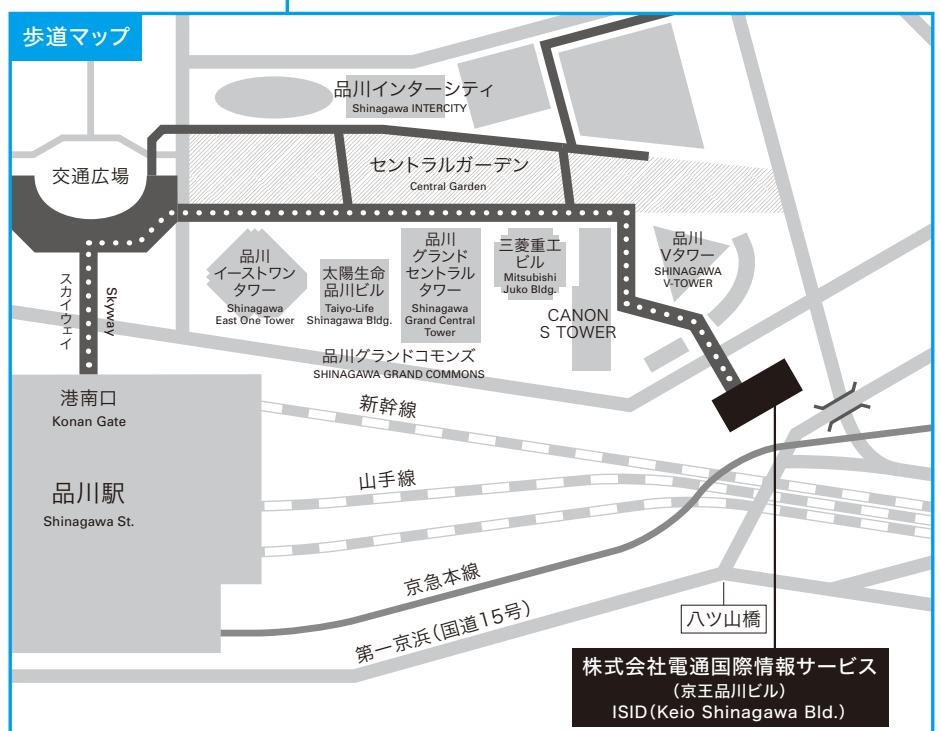 歩道マップ
品川インターシティ
Shinagawa INTERCITY
交通広場
セントラルガーデン
Central Garden
スカイウェイ
Skyway
品川
イーストワン
タワー
Shinagawa
East One Tower
太陽生命
品川ビル
Taiyo-Life
Shinagawa Bldg.
品川
グランド
セントラル
タワー
Shinagawa
Grand Central
Tower
三菱重工
ビル
Mitsubishi
Juko Bldg.
CANON
S TOWER
品川
Vタワー
SHINAGAWA
V-TOWER
品川グランドコモンズ
SHINAGAWA GRAND COMMONS
港南口
Konan Gate
品川駅
Shinagawa St.
新幹線
山手線
京急本線
第一京浜(国道15号)
八ツ山橋
株式会社電通国際情報サービス
(京王品川ビル)
ISID(Keio Shinagawa Bld.)